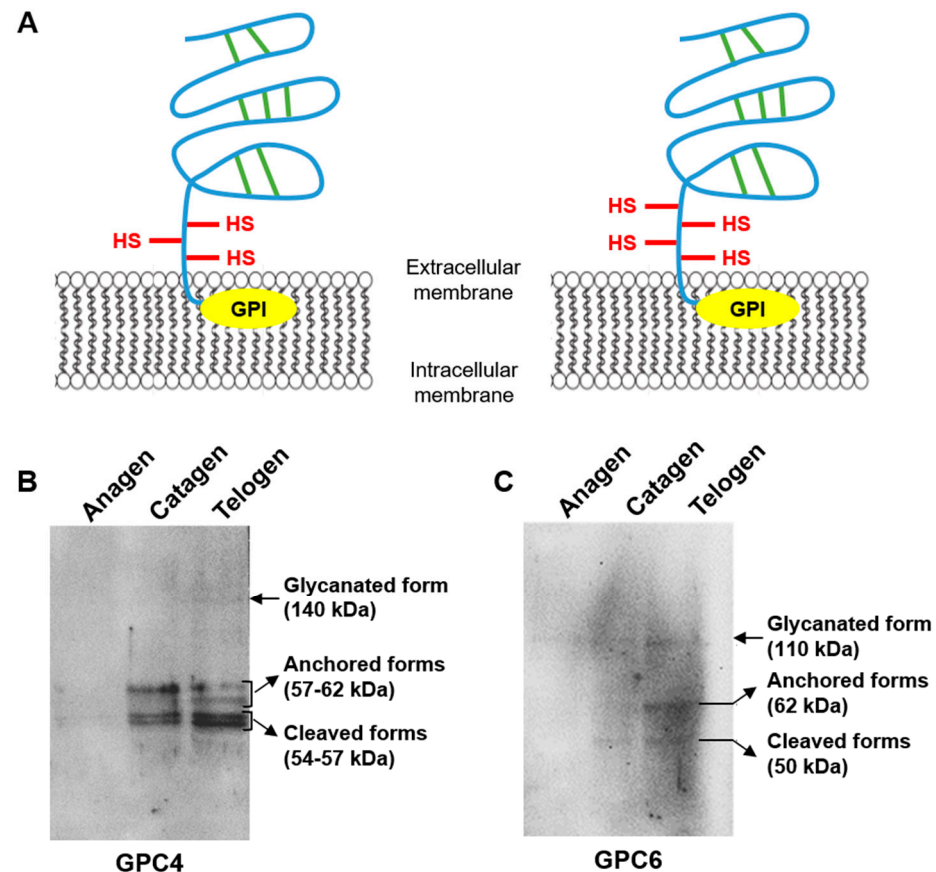 A
HS
HS
HS
GPI
Extracellular
membrane
Intracellular
membrane
HS
HS
HS
HS
GPI
B
Anagen
Catagen
Telogen
Glycanated form
(140 kDa)
Anchored forms
(57-62 kDa)
Cleaved forms
(54-57 kDa)
GPC4
C
Anagen
Catagen
Telogen
Glycanated form
(110 kDa)
Anchored forms
(62 kDa)
Cleaved forms
(50 kDa)
GPC6